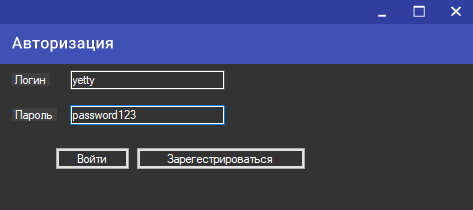 Авторизация
Логин yetty
Пароль password123
Войти Зарегестрироваться